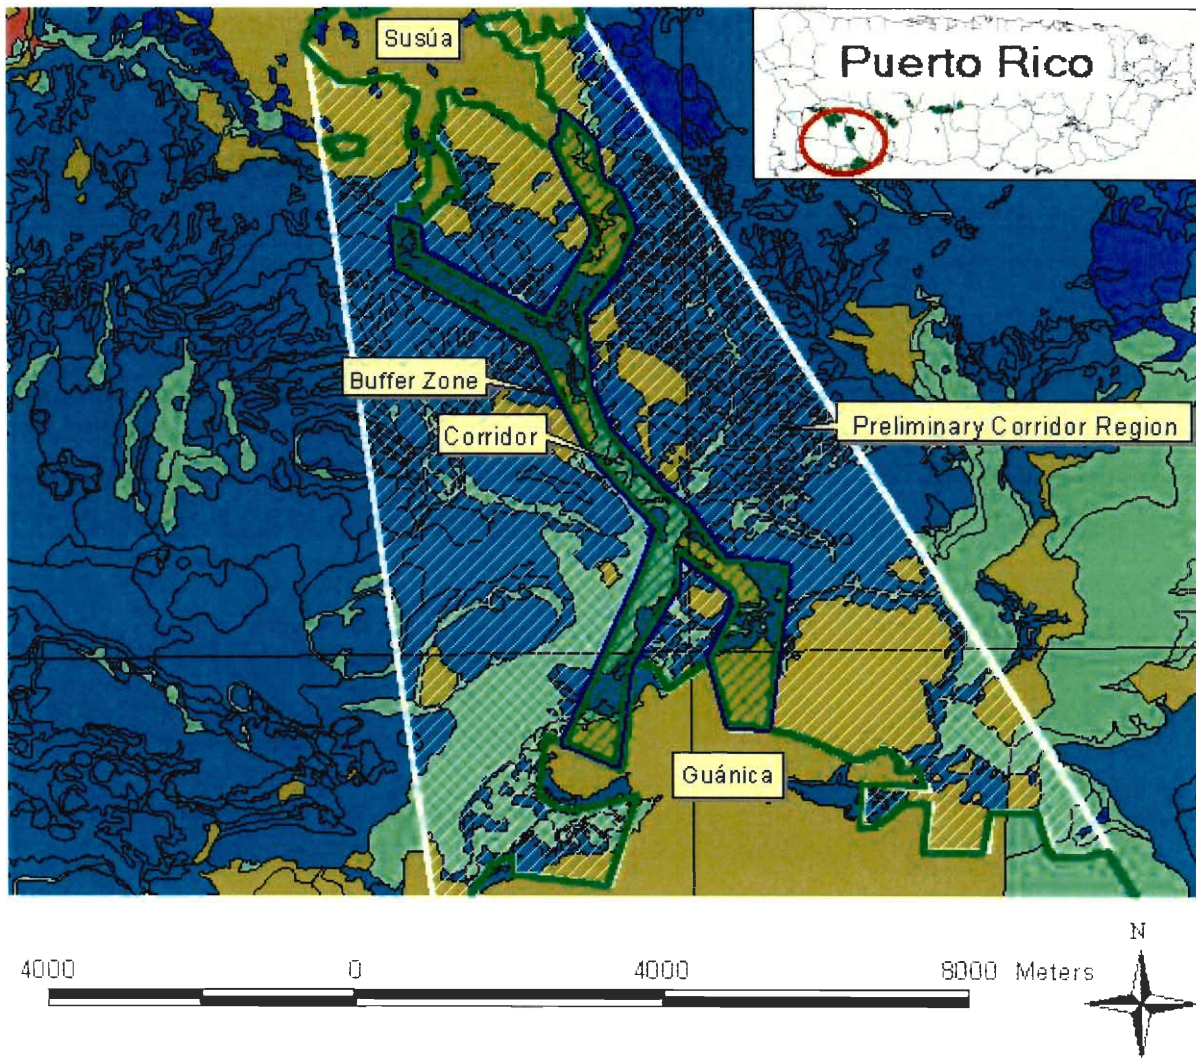 Susúa
Puerto Rico
Buffer Zone
Corridor
Preliminary Corridor Region
Guánica
4000 0 4000 8000 Meters
N